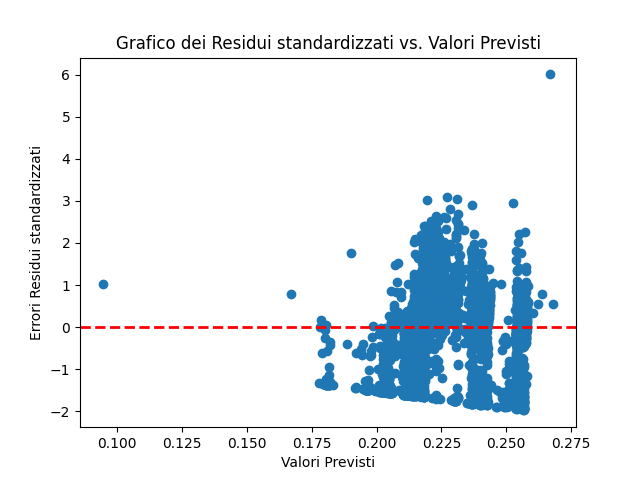 Grafico dei Residui standardizzati vs. Valori Previsti
Errori Residui standardizzati
6
5
4
3
2
1
0
−1
−2
0.100 0.125 0.150 0.175 0.200 0.225 0.250 0.275
Valori Previsti